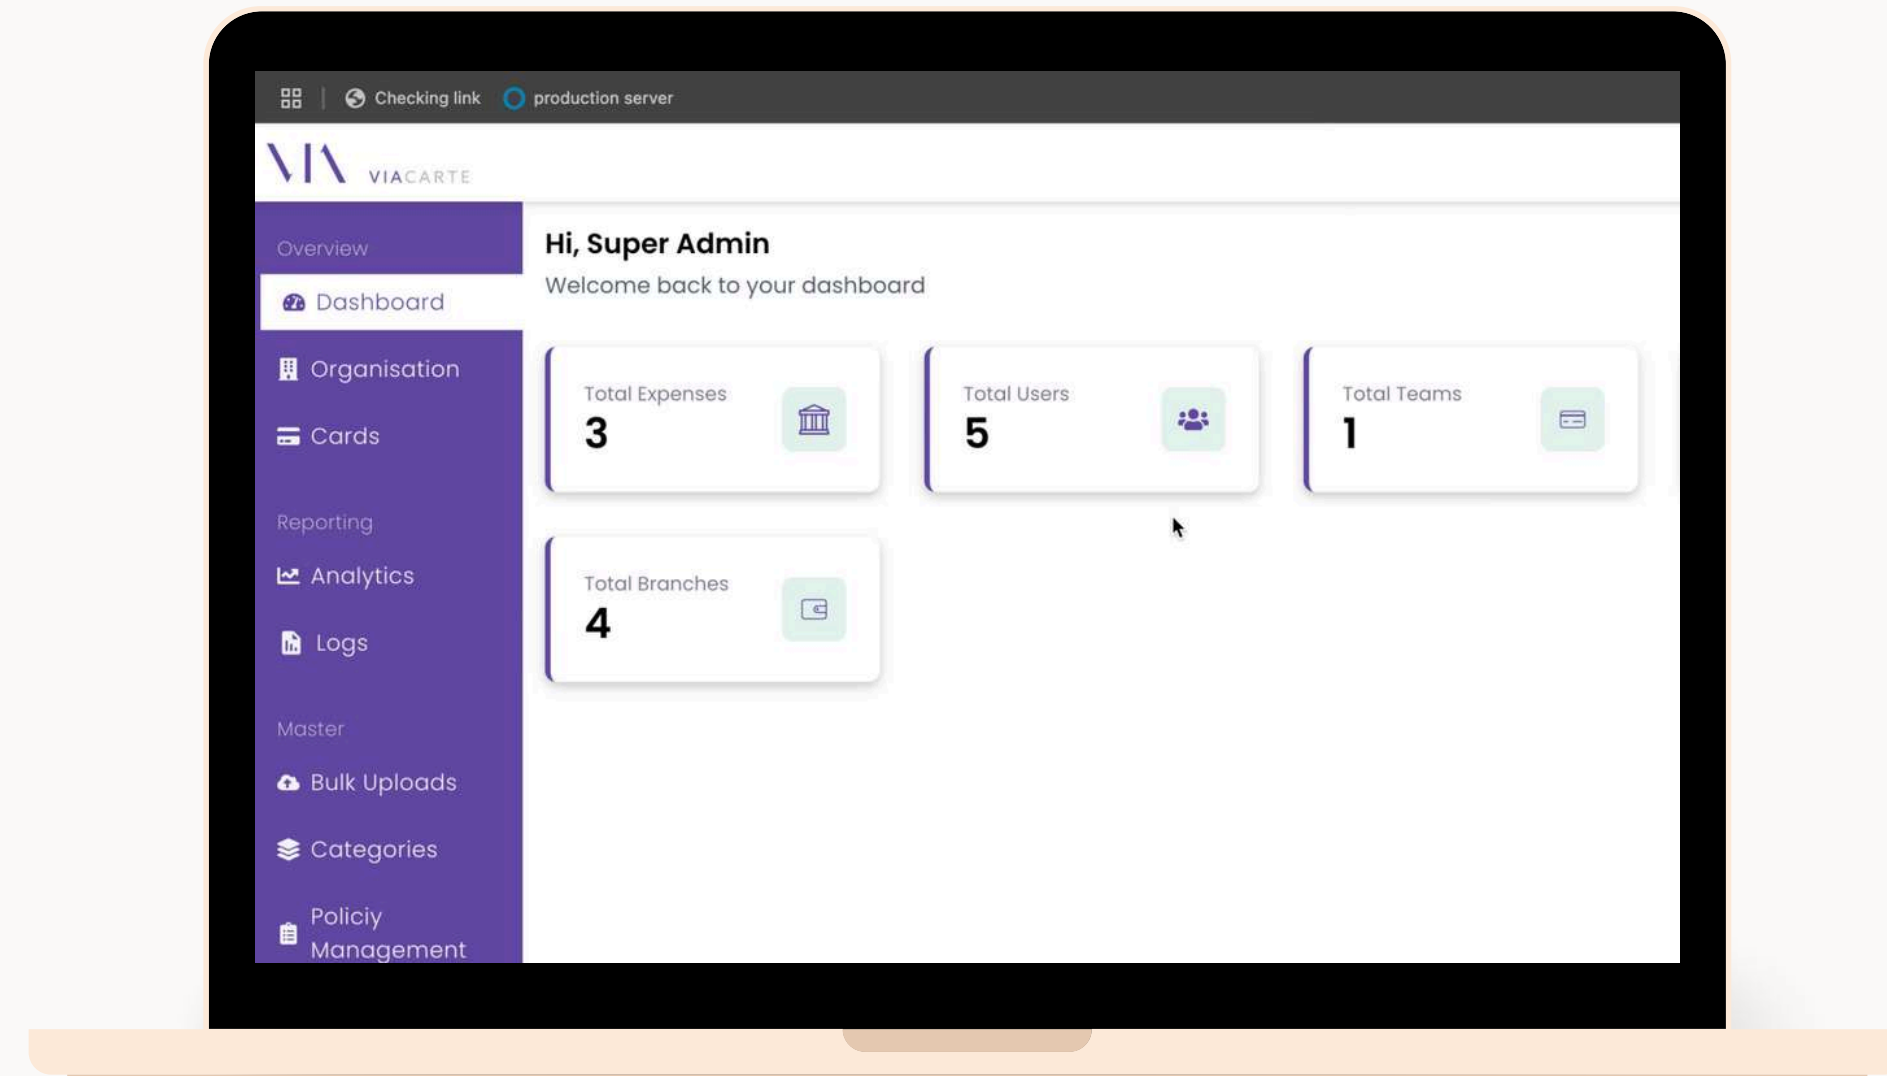 Checking link production server
VIA VIACARTE
Overview
Dashboard
Organisation
Cards
Reporting
Analytics
Logs
Master
Bulk Uploads
Categories
Policiy
Management
Hi, Super Admin
Welcome back to your dashboard
Total Expenses
3
Total Users
5
Total Teams
1
Total Branches
4